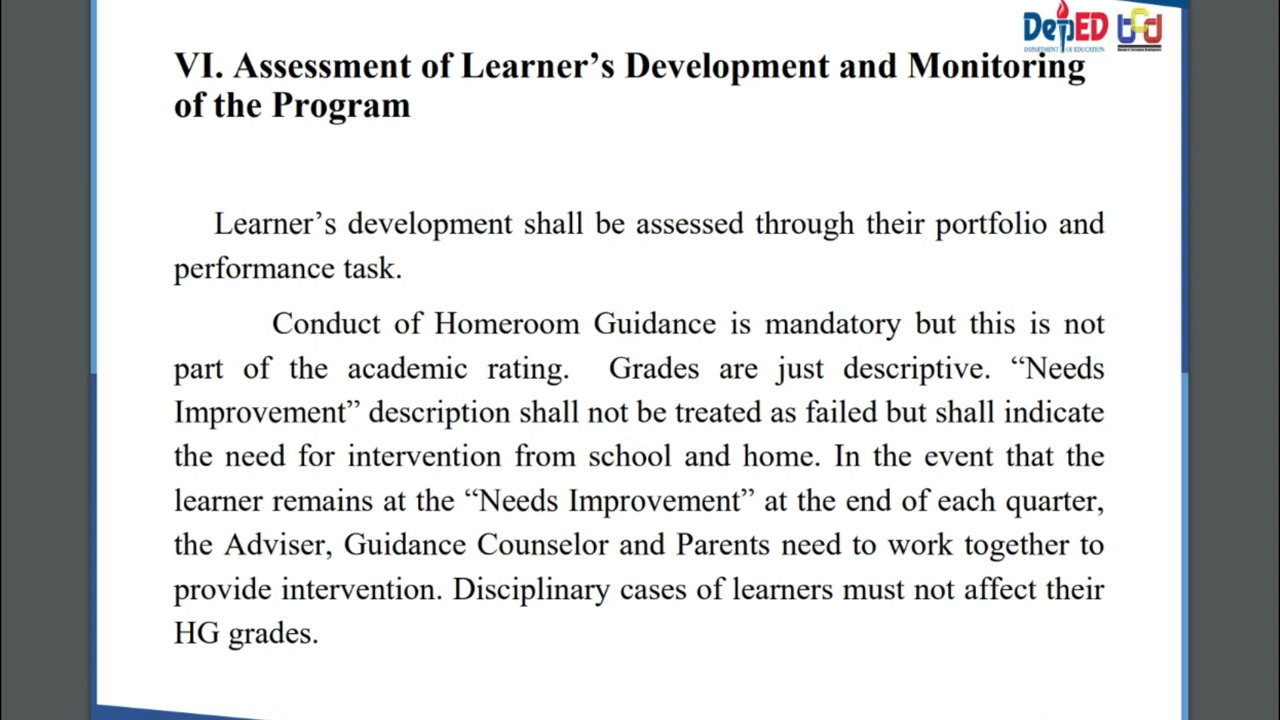 DepED
DEPARTMENT OF EDUCATION
VI. Assessment of Learner’s Development and Monitoring
of the Program
Learner’s development shall be assessed through their portfolio and
performance task.
Conduct of Homeroom Guidance is mandatory but this is not
part of the academic rating. Grades are just descriptive. “Needs
Improvement” description shall not be treated as failed but shall indicate
the need for intervention from school and home. In the event that the
learner remains at the “Needs Improvement” at the end of each quarter,
the Adviser, Guidance Counselor and Parents need to work together to
provide intervention. Disciplinary cases of learners must not affect their
HG grades.